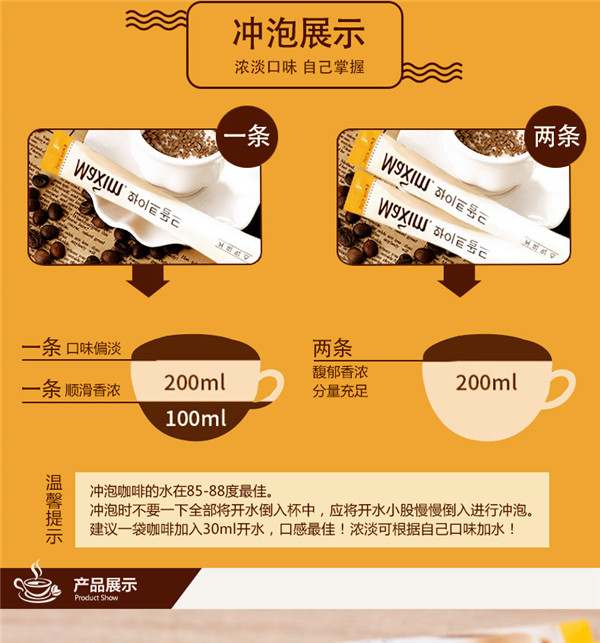 冲泡展示
浓淡口味 自己掌握
一条
两条
Maxim
화이트골드
Maxim
화이트골드
Maxim
화이트골드
一条 口味偏淡
200ml
一条 顺滑香浓
100ml
两条
馥郁香浓
分量充足
200ml
温馨提示
冲泡咖啡的水在85-88度最佳。
冲泡时不要一下全部将开水倒入杯中，应将开水小股慢慢倒入进行冲泡。
建议一袋咖啡加入30ml开水，口感最佳！浓淡可根据自己口味加水！
产品展示
Product Show